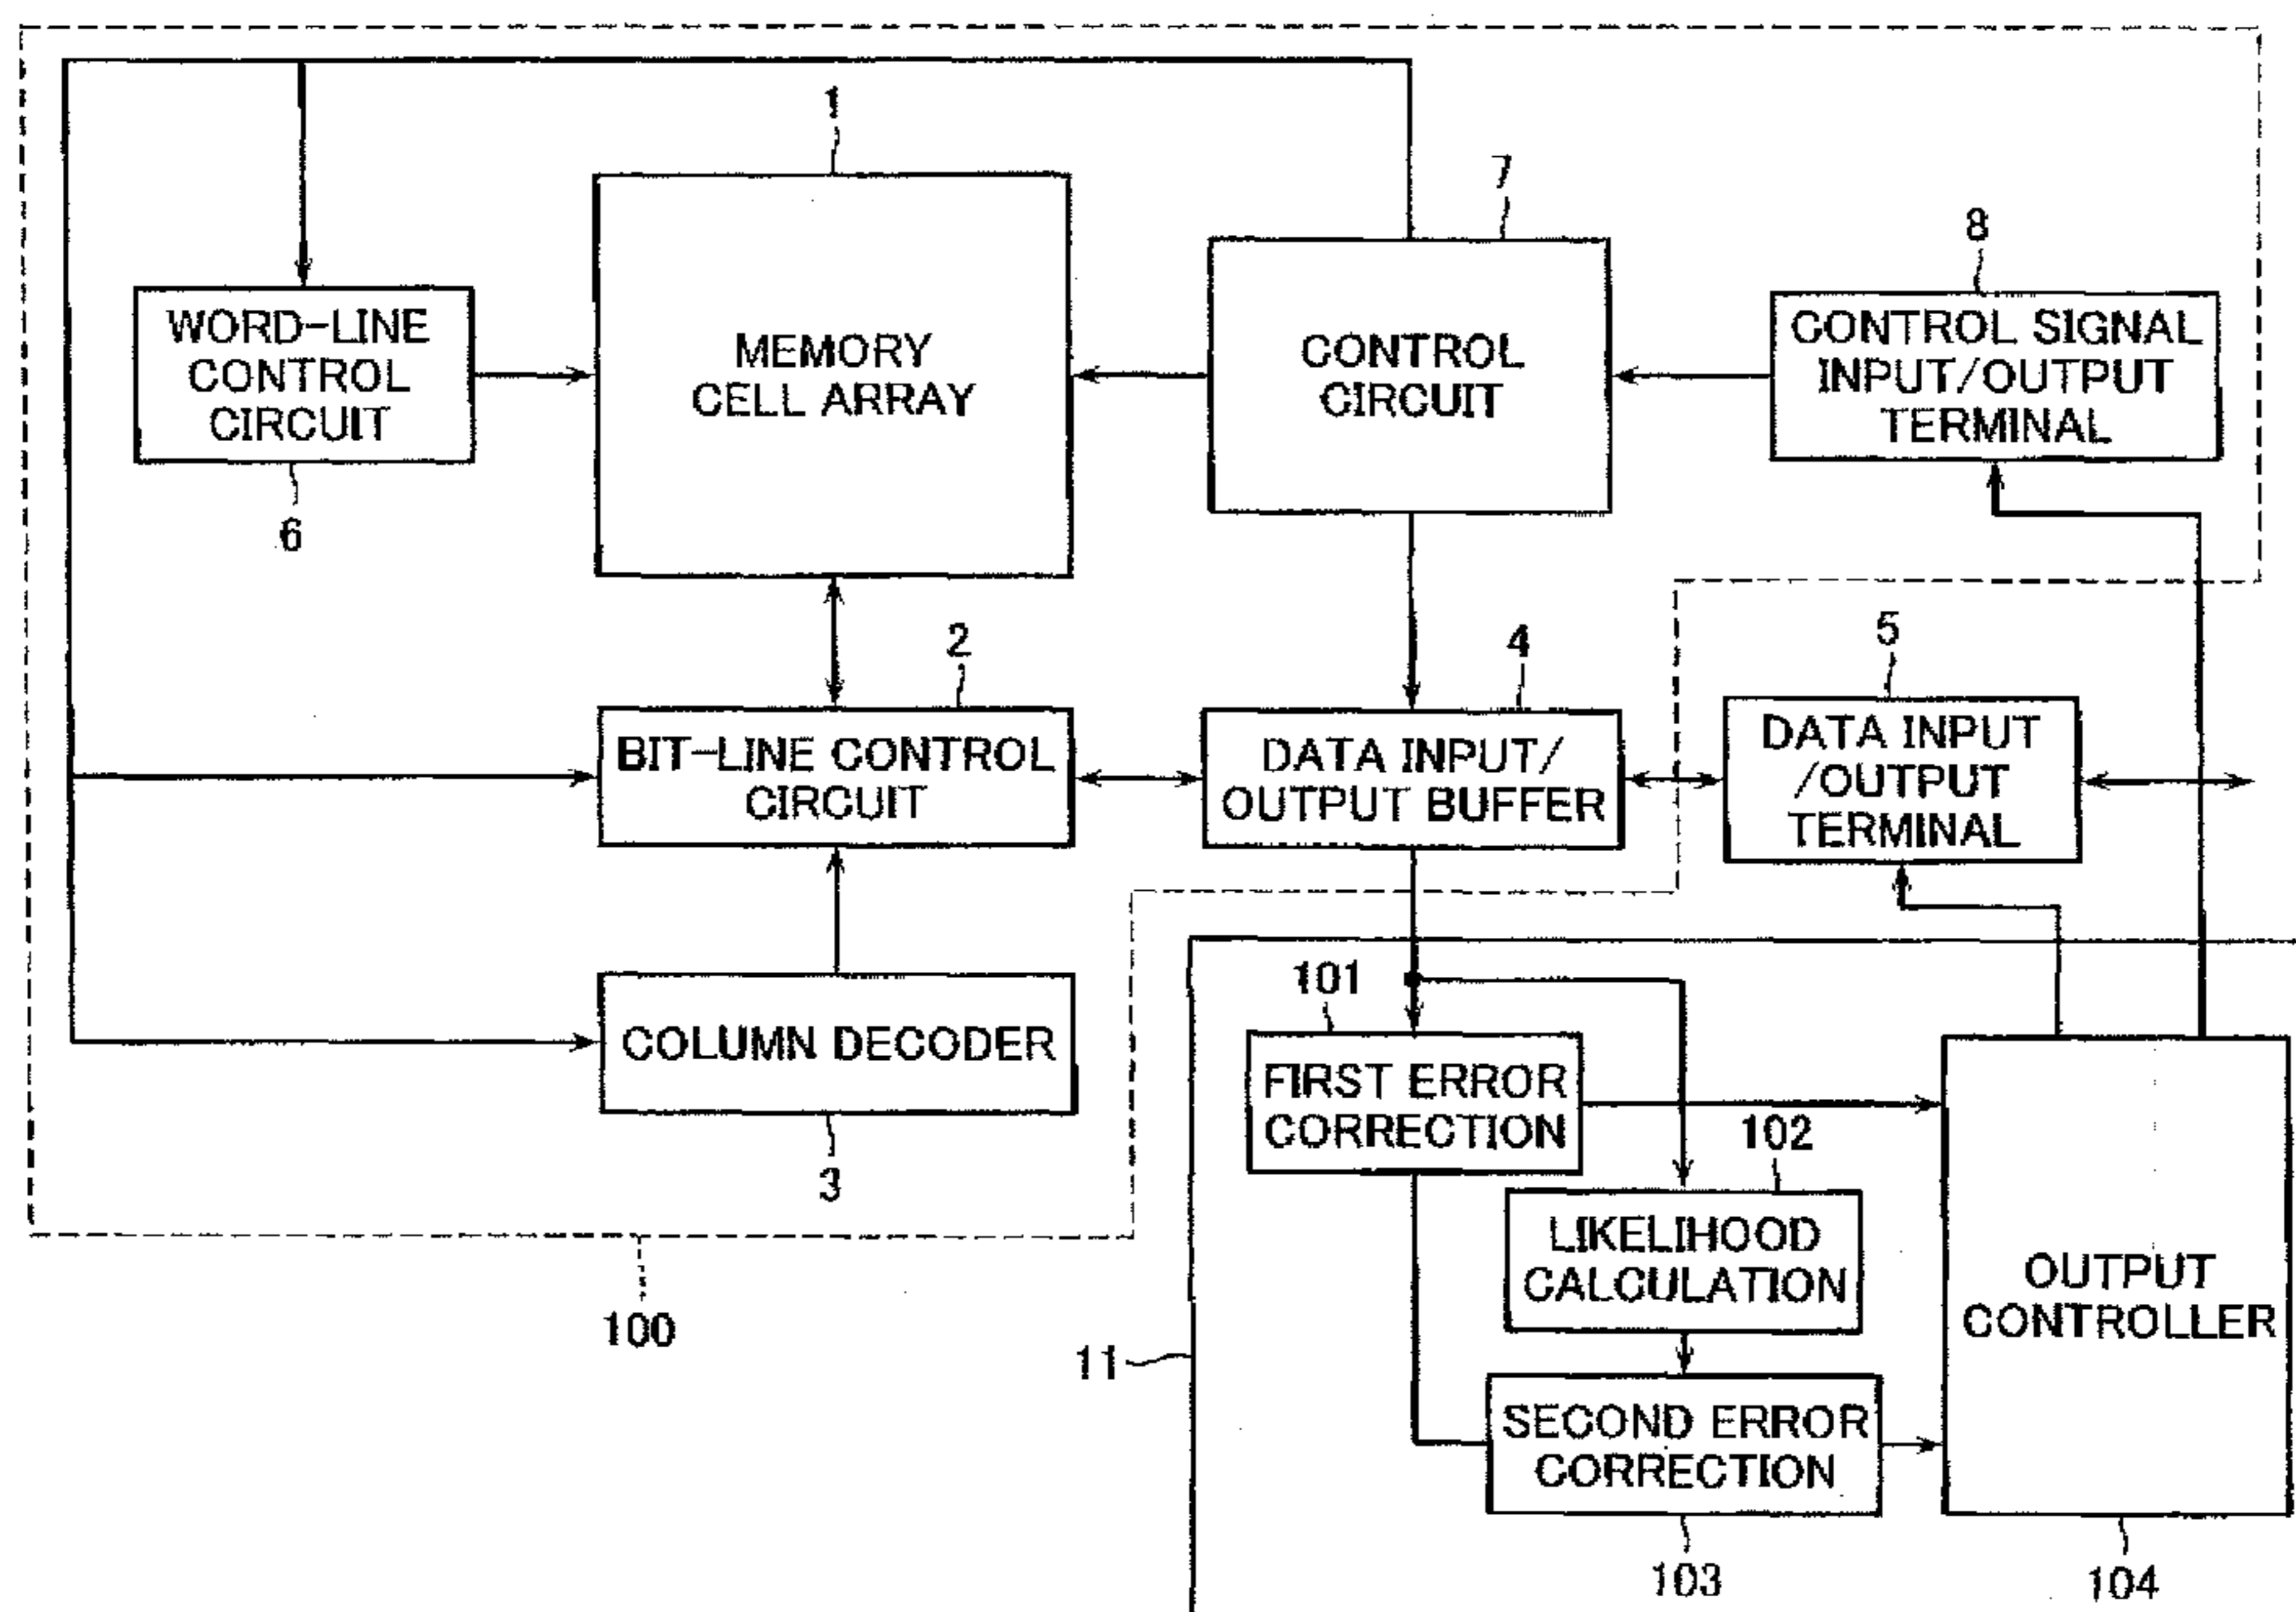 1
7
8
WORD-LINE
CONTROL
CIRCUIT
6
MEMORY
CELL ARRAY
CONTROL
CIRCUIT
CONTROL SIGNAL
INPUT/OUTPUT
TERMINAL
2
4
5
BIT-LINE CONTROL
CIRCUIT
DATA INPUT/
OUTPUT BUFFER
DATA INPUT
/OUTPUT
TERMINAL
COLUMN DECODER
3
101
FIRST ERROR
CORRECTION
102
LIKELIHOOD
CALCULATION
100
11
SECOND ERROR
CORRECTION
103
OUTPUT
CONTROLLER
104